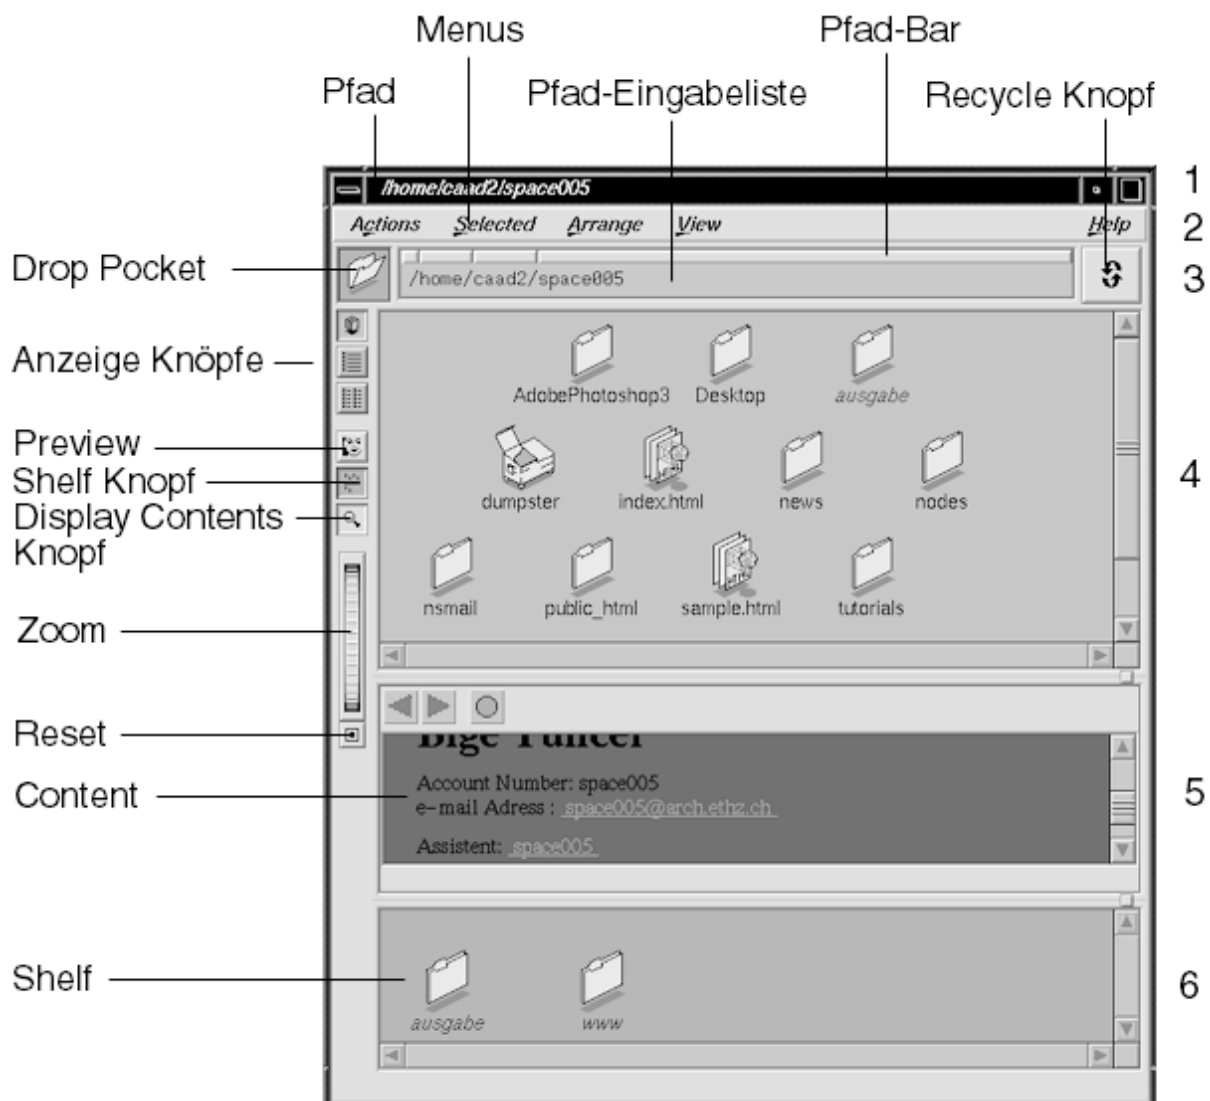 Menus
Pfad-Bar
Pfad
Pfad-Eingabeliste
Recycle Knopf
/home/caad2/space005
1
Actions Selected Arrange View Help
2
Drop Pocket
/home/caad2/space005
3
Anzeige Knöpfe
AdobePhotoshop3 Desktop ausgabe
Preview
Shelf Knopf
Display Contents
Knopf
dumpster index.html news nodes
4
nsmail public_html sample.html tutorials
Zoom
Reset
Bige Tuncer
Content
Account Number: space005
e-mail Adress : space005@arch.ethz.ch
5
Assistent: space005
Shelf
ausgabe www
6